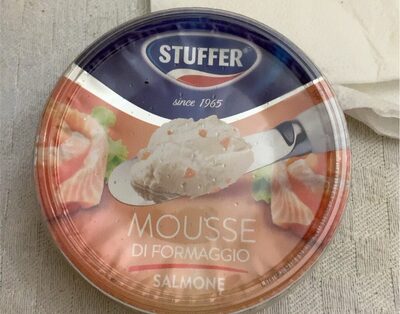 STUFFER
since 1965
MOUSSE
DI FORMAGGIO
SALMONE